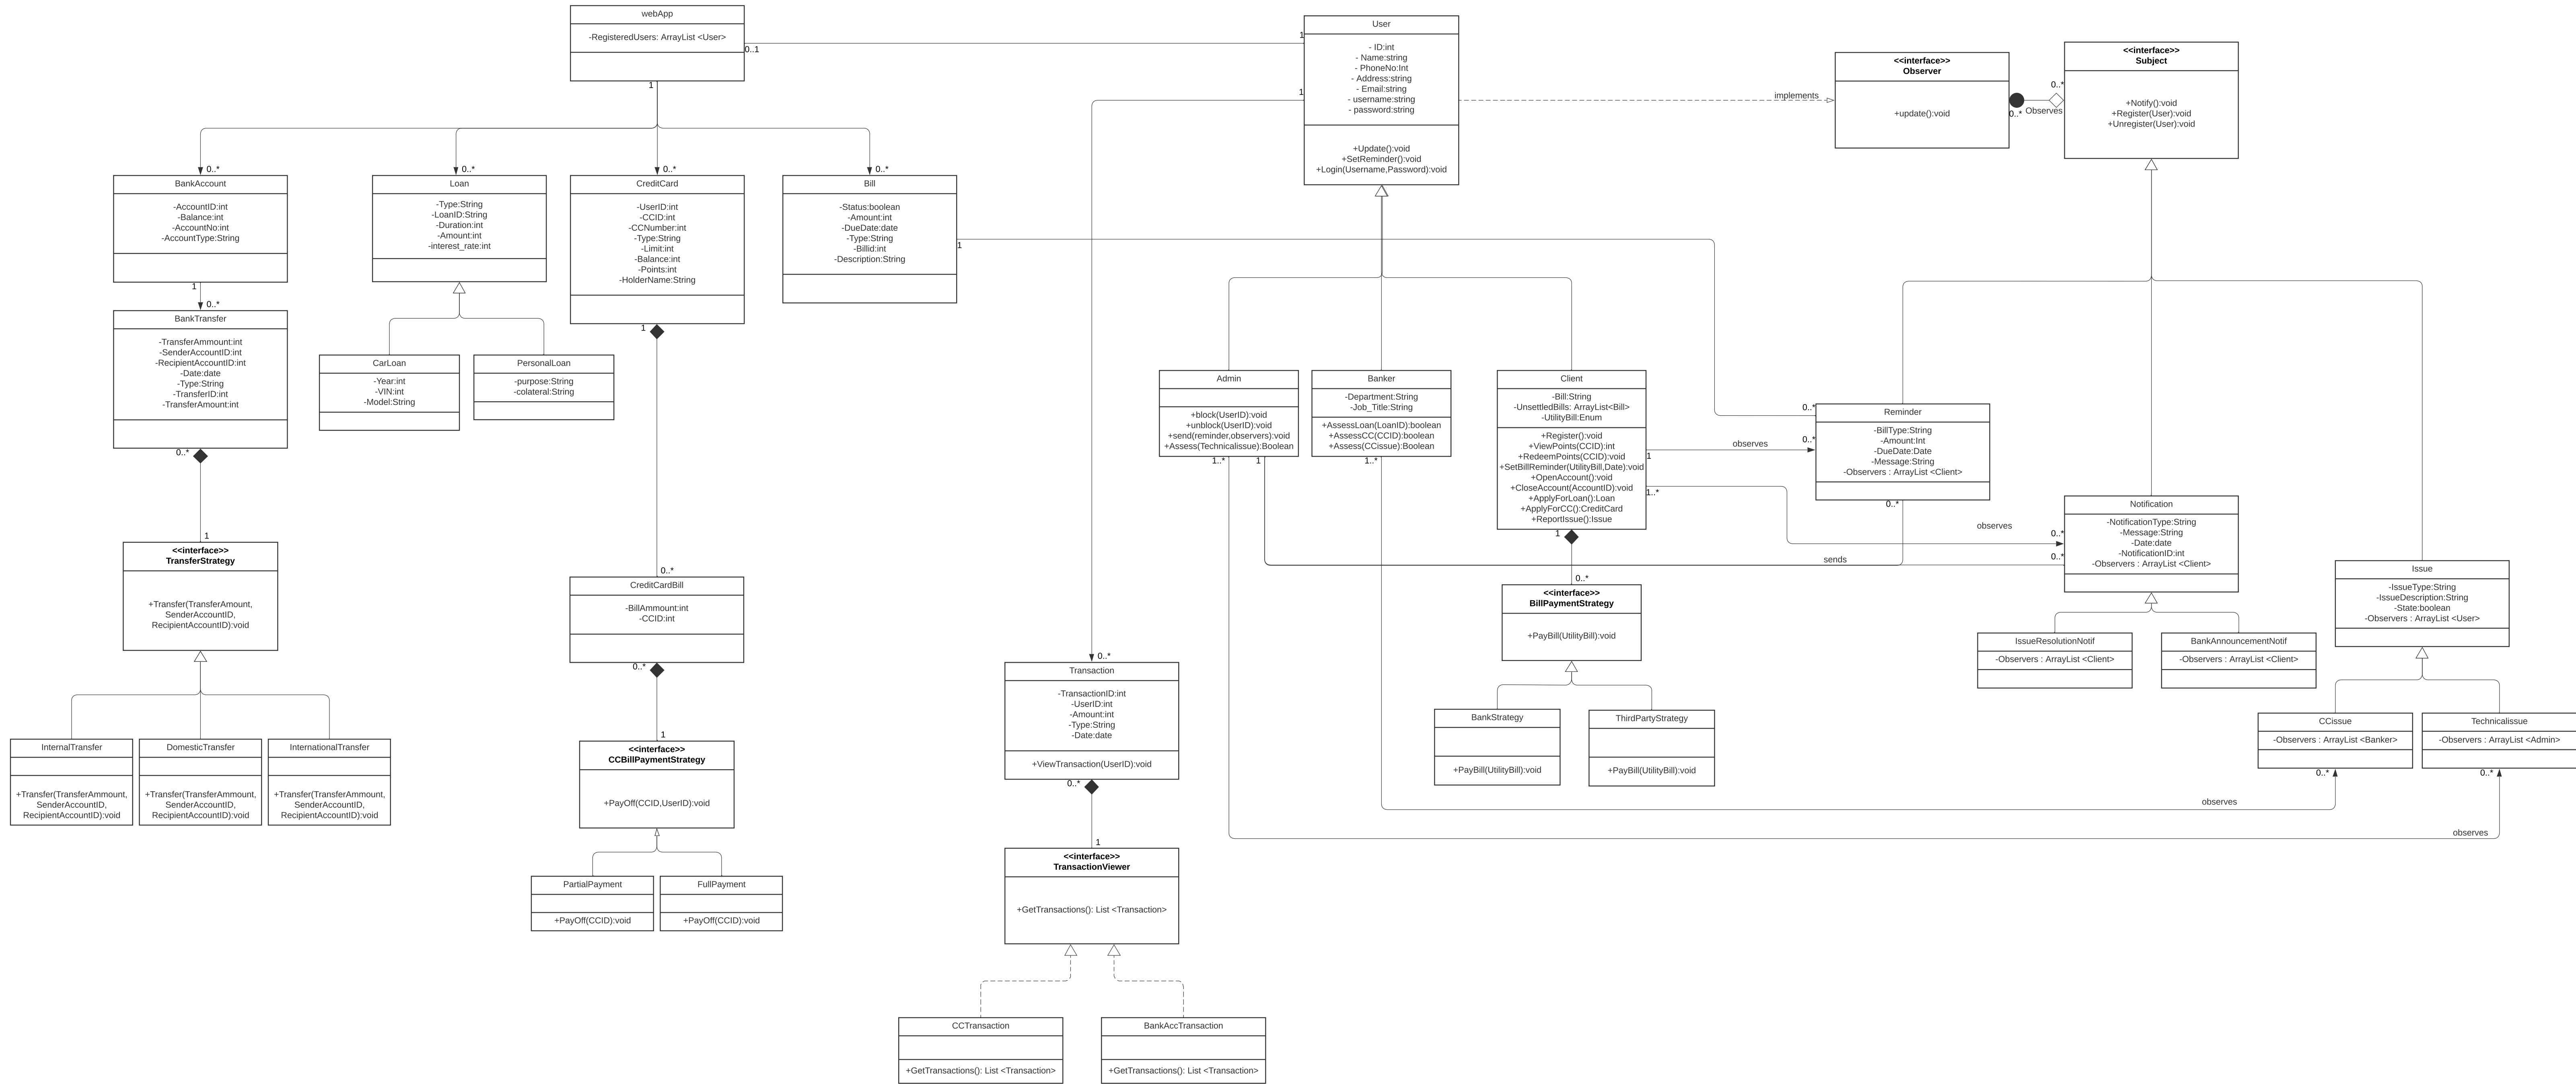 webApp
-RegisteredUsers: ArrayList <User>
0..1
1
User
- ID:int
- Name:string
- PhoneNo:Int
- Address:string
- Email:string
- username:string
- password:string
+Update():void
+SetReminder():void
+Login(Username,Password):void
1
1
implements
<<interface>>
Observer
+update():void
0..*
Observes
0..*
<<interface>>
Subject
+Notify():void
+Register(User):void
+Unregister(User):void
1
0..*
0..*
0..*
0..*
BankAccount
-AccountID:int
-Balance:int
-AccountNo:int
-AccountType:String
1
0..*
Loan
-Type:String
-LoanID:String
-Duration:int
-Amount:int
-interest_rate:int
CreditCard
-UserID:int
-CCID:int
-CCNumber:int
-Type:String
-Limit:int
-Balance:int
-Points:int
-HolderName:String
1
Bill
-Status:boolean
-Amount:int
-DueDate:date
-Type:String
-Billid:int
-Description:String
1
BankTransfer
-TransferAmmount:int
-SenderAccountID:int
-RecipientAccountID:int
-Date:date
-Type:String
-TransferID:int
-TransferAmount:int
0..*
1
CarLoan
-Year:int
-VIN:int
-Model:String
PersonalLoan
-purpose:String
-colateral:String
Admin
+block(UserID):void
+unblock(UserID):void
+send(reminder,observers):void
+Assess(Technicalissue):Boolean
1..*
1
Banker
-Department:String
-Job_Title:String
+AssessLoan(LoanID):boolean
+AssessCC(CCID):boolean
+Assess(CCissue):Boolean
1..*
Client
-Bill:String
-UnsettledBills: ArrayList<Bill>
-UtilityBill:Enum
+Register():void
+ViewPoints(CCID):int
+RedeemPoints(CCID):void
+SetBillReminder(UtilityBill,Date):void
+OpenAccount():void
+CloseAccount(AccountID):void
+ApplyForLoan():Loan
+ApplyForCC():CreditCard
+ReportIssue():Issue
1
1..*
1
0..*
observes
0..*
0..*
Reminder
-BillType:String
-Amount:Int
-DueDate:Date
-Message:String
-Observers : ArrayList <Client>
0..*
observes
sends
0..*
0..*
Notification
-NotificationType:String
-Message:String
-Date:date
-NotificationID:int
-Observers : ArrayList <Client>
Issue
-IssueType:String
-IssueDescription:String
-State:boolean
-Observers : ArrayList <User>
<<interface>>
TransferStrategy
+Transfer(TransferAmount,
SenderAccountID,
RecipientAccountID):void
0..*
CreditCardBill
-BillAmmount:int
-CCID:int
0..*
1
<<interface>>
BillPaymentStrategy
+PayBill(UtilityBill):void
IssueResolutionNotif
-Observers : ArrayList <Client>
BankAnnouncementNotif
-Observers : ArrayList <Client>
0..*
Transaction
-TransactionID:int
-UserID:int
-Amount:int
-Type:String
-Date:date
+ViewTransaction(UserID):void
0..*
1
BankStrategy
+PayBill(UtilityBill):void
ThirdPartyStrategy
+PayBill(UtilityBill):void
CCissue
-Observers : ArrayList <Banker>
0..*
Technicalissue
-Observers : ArrayList <Admin>
0..*
observes
observes
InternalTransfer
+Transfer(TransferAmmount,
SenderAccountID,
RecipientAccountID):void
DomesticTransfer
+Transfer(TransferAmmount,
SenderAccountID,
RecipientAccountID):void
InternationalTransfer
+Transfer(TransferAmmount,
SenderAccountID,
RecipientAccountID):void
<<interface>>
CCBillPaymentStrategy
+PayOff(CCID,UserID):void
PartialPayment
+PayOff(CCID):void
FullPayment
+PayOff(CCID):void
<<interface>>
TransactionViewer
+GetTransactions(): List <Transaction>
CCTransaction
+GetTransactions(): List <Transaction>
BankAccTransaction
+GetTransactions(): List <Transaction>